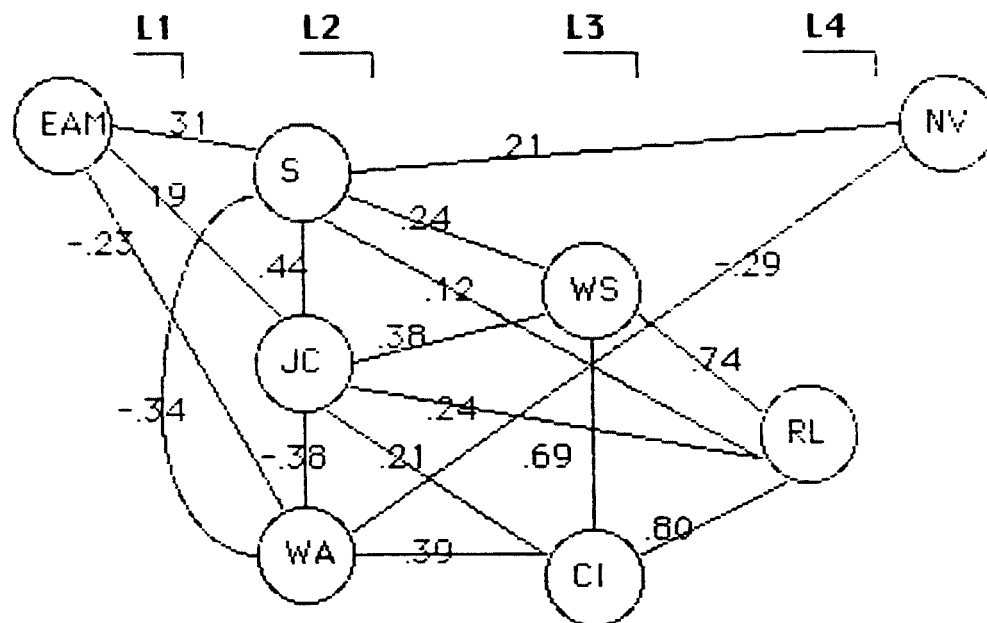 L1 L2 L3 L4
EAM .31 S .21 NV
.19 .24
-.23 .44 .12 WS -.29
JC .38 .74
-.34 .24 RL
-.38 .21 .69
WA .39 CI .80